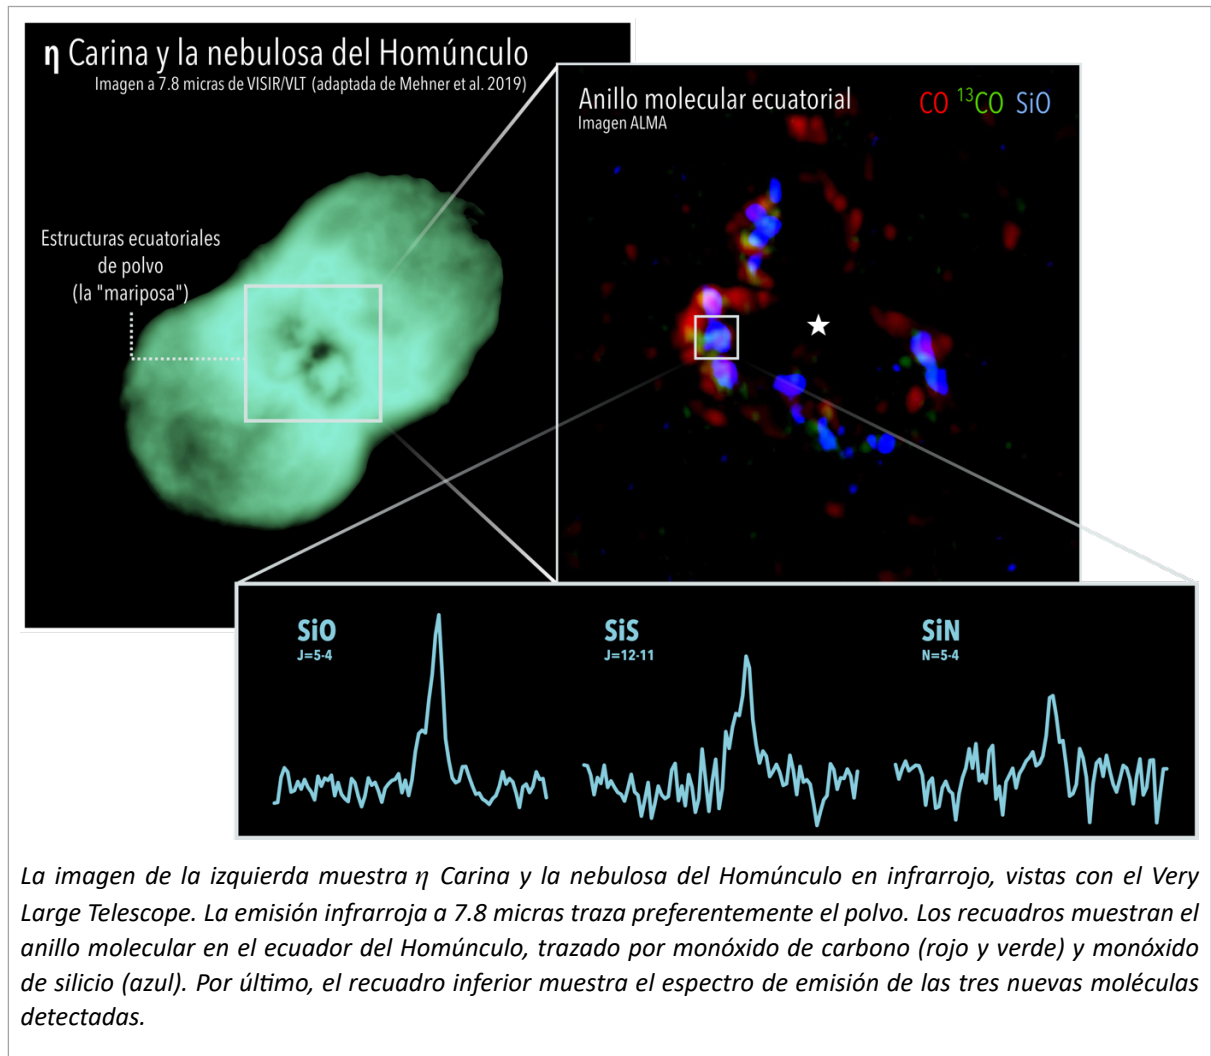 η Carina y la nebulosa del Homúnculo
Imagen a 7.8 micras de VISIR/VLT (adaptada de Mehner et al. 2019)
Estructuras ecuatoriales
de polvo
(la "mariposa")
Anillo molecular ecuatorial
Imagen ALMA
CO ¹³CO SiO
SiO
J=5-4
SiS
J=12-11
SiN
N=5-4
La imagen de la izquierda muestra η Carina y la nebulosa del Homúnculo en infrarrojo, vistas con el Very
Large Telescope. La emisión infrarroja a 7.8 micras traza preferentemente el polvo. Los recuadros muestran el
anillo molecular en el ecuador del Homúnculo, trazado por monóxido de carbono (rojo y verde) y monóxido
de silicio (azul). Por último, el recuadro inferior muestra el espectro de emisión de las tres nuevas moléculas
detectadas.